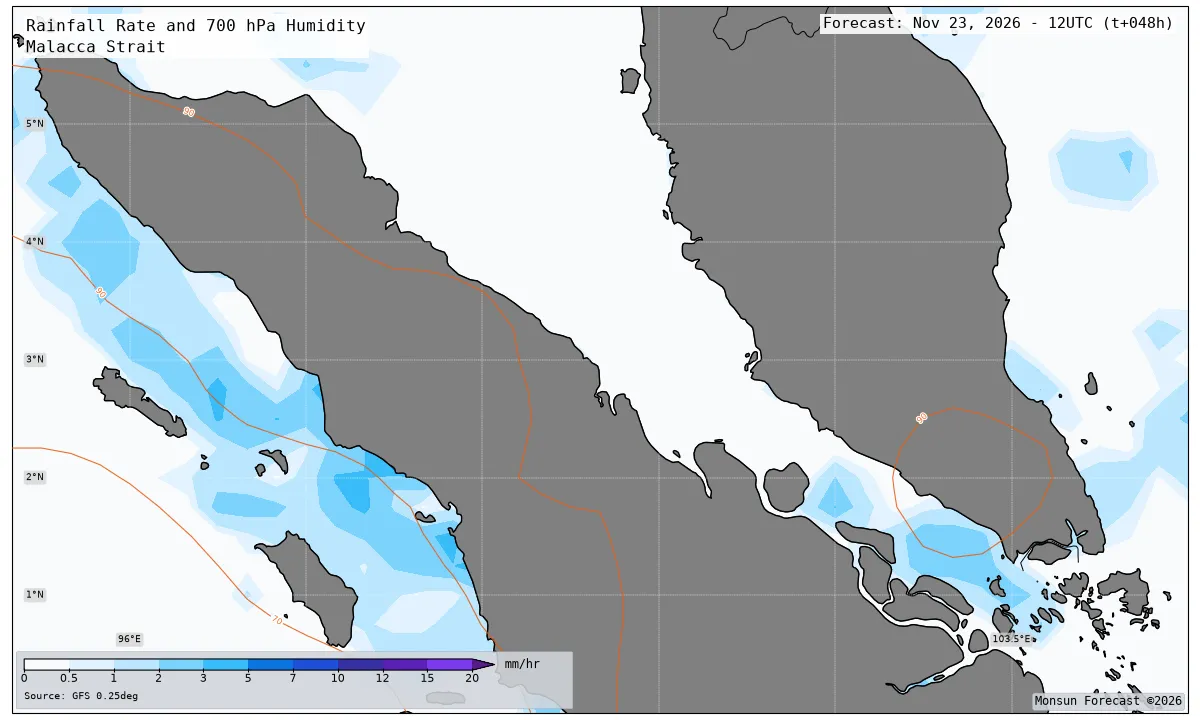 Rainfall Rate and 700 hPa Humidity
Malacca Strait
Forecast: Nov 23, 2026 - 12UTC (t+048h)
90
5°N
4°N
90
3°N
90
2°N
1°N
70
96°E
103.5°E
0 0.5 1 2 3 5 7 10 12 15 20
mm/hr
Source: GFS 0.25deg
Monsun Forecast ©2026